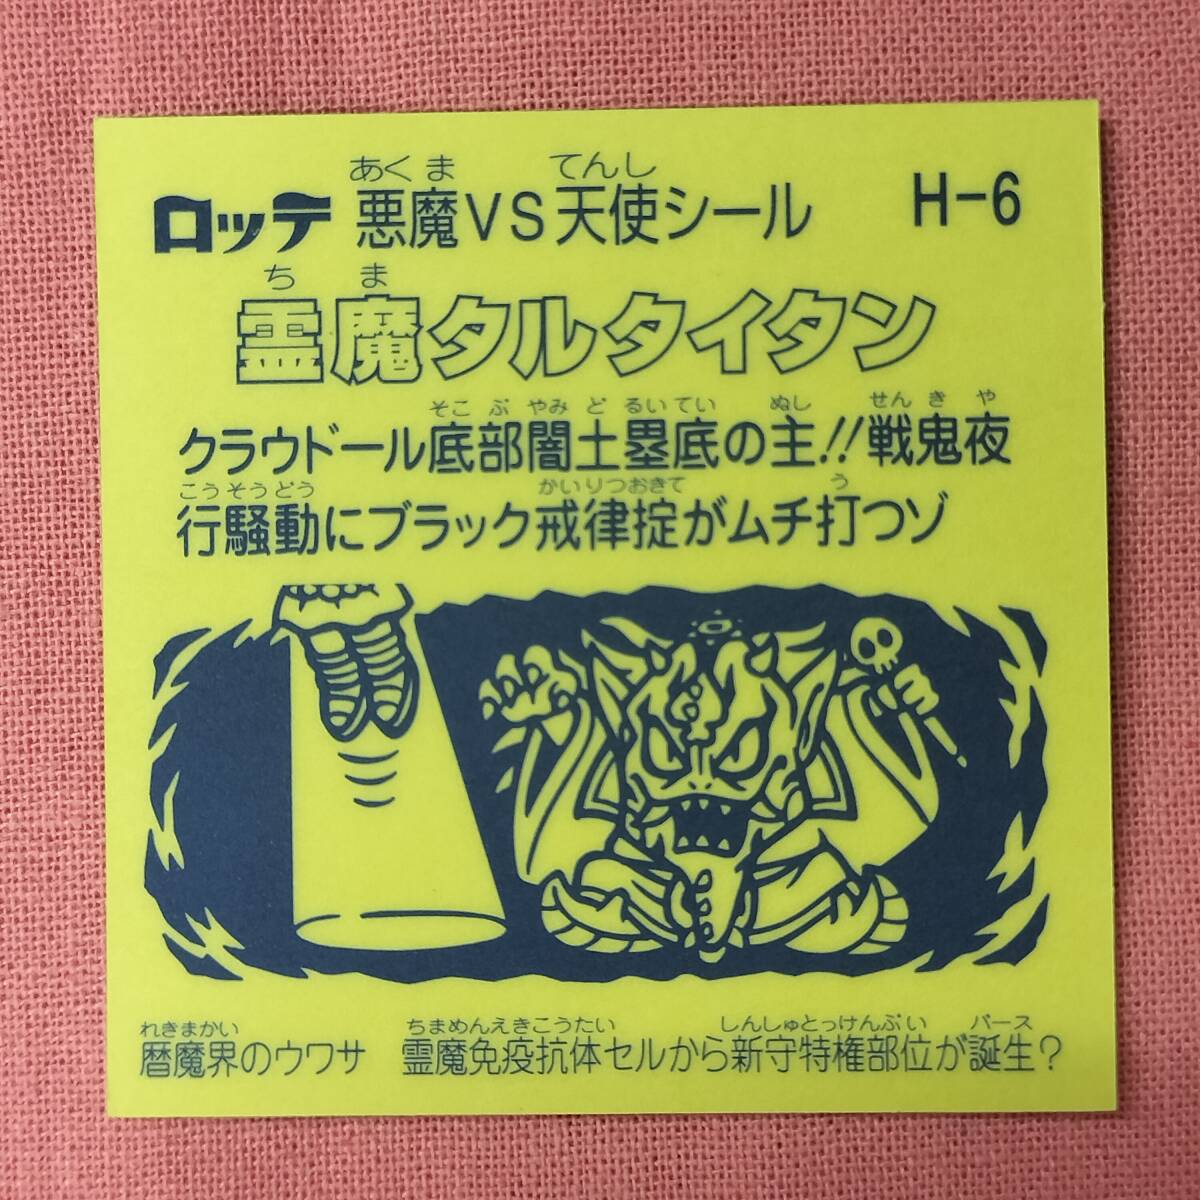 あくま てんし
ロッテ 悪魔VS天使シール H-6
ちま
霊魔タルタイタン
そこぶやみどるいてい ぬし せんきや
クラウドール底部闇土塁底の主!!戦鬼夜
こうそうどう かいりつおきて う
行騒動にブラック戒律掟がムチ打つゾ
れきまかい ちまめんえきこうたい しんしゅとっけんぶい バース
暦魔界のウワサ 霊魔免疫抗体セルから新守特権部位が誕生?